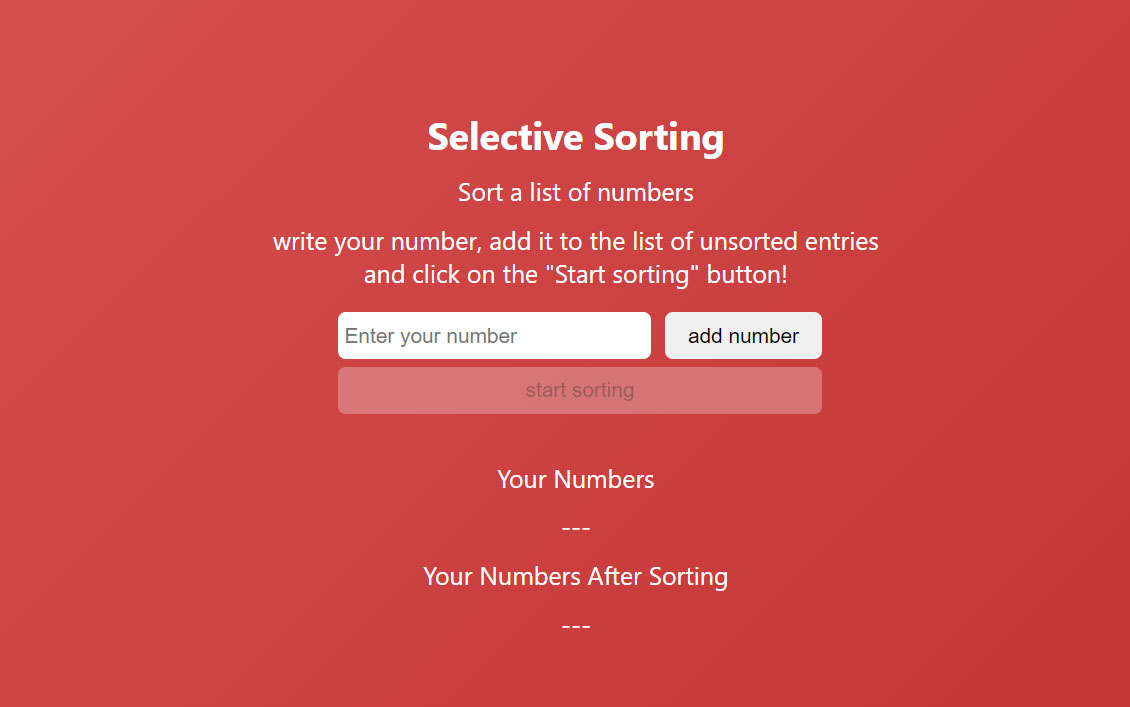 Selective Sorting
Sort a list of numbers
write your number, add it to the list of unsorted entries
and click on the "Start sorting" button!
Enter your number
add number
start sorting
Your Numbers
---
Your Numbers After Sorting
---